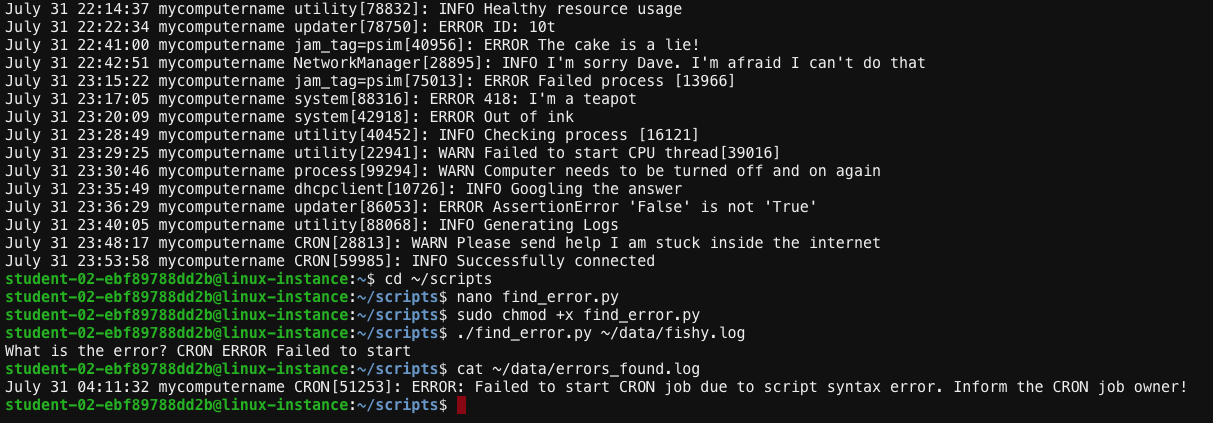 July 31 22:14:37 mycomputername utility[78832]: INFO Healthy resource usage
July 31 22:22:34 mycomputername updater[78750]: ERROR ID: 10t
July 31 22:41:00 mycomputername jam_tag=psim[40956]: ERROR The cake is a lie!
July 31 22:42:51 mycomputername NetworkManager[28895]: INFO I'm sorry Dave. I'm afraid I can't do that
July 31 23:15:22 mycomputername jam_tag=psim[75013]: ERROR Failed process [13966]
July 31 23:17:05 mycomputername system[88316]: ERROR 418: I'm a teapot
July 31 23:20:09 mycomputername system[42918]: ERROR Out of ink
July 31 23:28:49 mycomputername utility[40452]: INFO Checking process [16121]
July 31 23:29:25 mycomputername utility[22941]: WARN Failed to start CPU thread[39016]
July 31 23:30:46 mycomputername process[99294]: WARN Computer needs to be turned off and on again
July 31 23:35:49 mycomputername dhcpclient[10726]: INFO Googling the answer
July 31 23:36:29 mycomputername updater[86053]: ERROR AssertionError 'False' is not 'True'
July 31 23:40:05 mycomputername utility[88068]: INFO Generating Logs
July 31 23:48:17 mycomputername CRON[28813]: WARN Please send help I am stuck inside the internet
July 31 23:53:58 mycomputername CRON[59985]: INFO Successfully connected
student-02-ebf89788dd2b@linux-instance:~$ cd ~/scripts
student-02-ebf89788dd2b@linux-instance:~/scripts$ nano find_error.py
student-02-ebf89788dd2b@linux-instance:~/scripts$ sudo chmod +x find_error.py
student-02-ebf89788dd2b@linux-instance:~/scripts$ ./find_error.py ~/data/fishy.log
What is the error? CRON ERROR Failed to start
student-02-ebf89788dd2b@linux-instance:~/scripts$ cat ~/data/errors_found.log
July 31 04:11:32 mycomputername CRON[51253]: ERROR: Failed to start CRON job due to script syntax error. Inform the CRON job owner!
student-02-ebf89788dd2b@linux-instance:~/scripts$